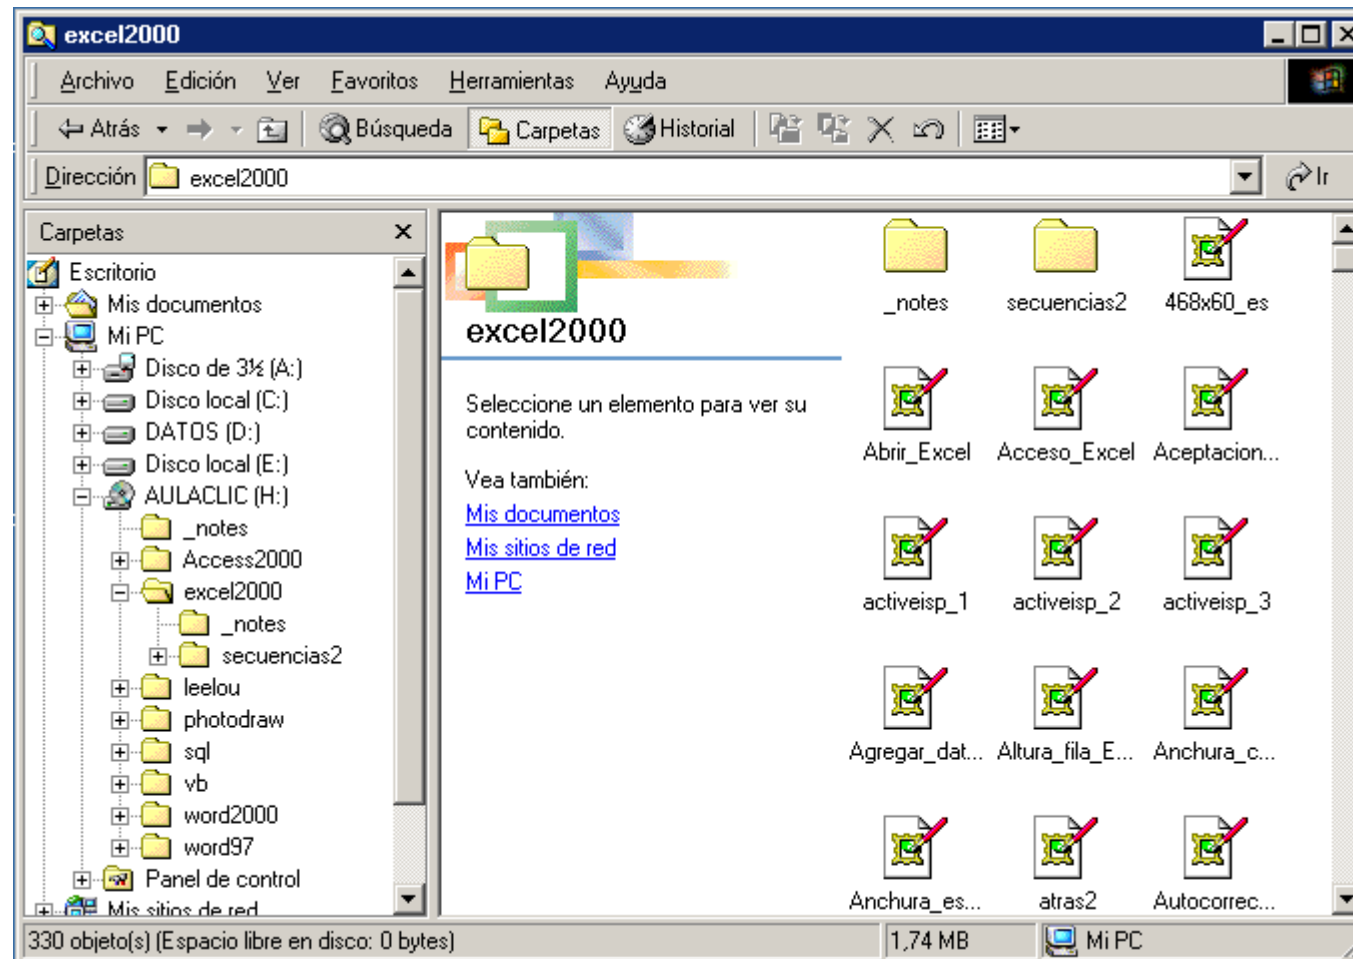 excel2000
Archivo Edición Ver Favoritos Herramientas Ayuda
Atrás Búsqueda Carpetas Historial
Dirección excel2000 Ir
Carpetas
Escritorio
Mis documentos
Mi PC
Disco de 3½ (A:)
Disco local (C:)
DATOS (D:)
Disco local (E:)
AULACLIC (H:)
_notes
Access2000
excel2000
_notes
secuencias2
leelou
photodraw
sql
vb
word2000
word97
Panel de control
Mis sitios de red
excel2000
Seleccione un elemento para ver su
contenido.
Vea también:
Mis documentos
Mis sitios de red
Mi PC
_notes secuencias2 468x60_es
Abrir_Excel Acceso_Excel Aceptacion...
activeisp_1 activeisp_2 activeisp_3
Agregar_dat... Altura_fila_E... Anchura_c...
Anchura_es... atras2 Autocorrec...
330 objeto(s) (Espacio libre en disco: 0 bytes) 1,74 MB Mi PC